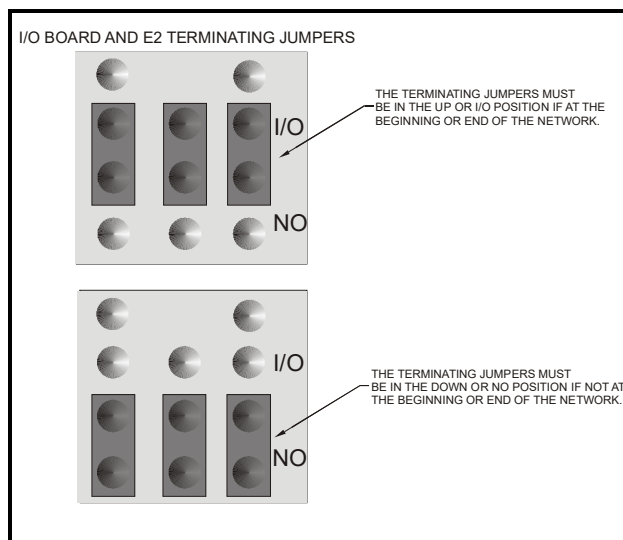 I/O BOARD AND E2 TERMINATING JUMPERS
I/O
NO
THE TERMINATING JUMPERS MUST
BE IN THE UP OR I/O POSITION IF AT THE
BEGINNING OR END OF THE NETWORK.
I/O
NO
THE TERMINATING JUMPERS MUST
BE IN THE DOWN OR NO POSITION IF NOT AT
THE BEGINNING OR END OF THE NETWORK.